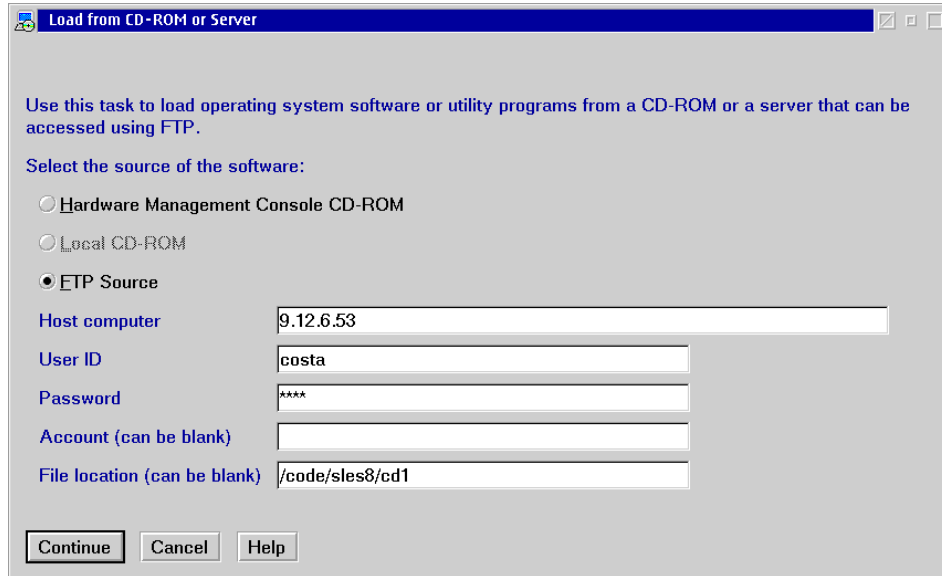 Load from CD-ROM or Server
Use this task to load operating system software or utility programs from a CD-ROM or a server that can be
accessed using FTP.
Select the source of the software:
Hardware Management Console CD-ROM
Local CD-ROM
FTP Source
Host computer 9.12.6.53
User ID costa
Password ****
Account (can be blank)
File location (can be blank) /code/sles8/cd1
Continue Cancel Help